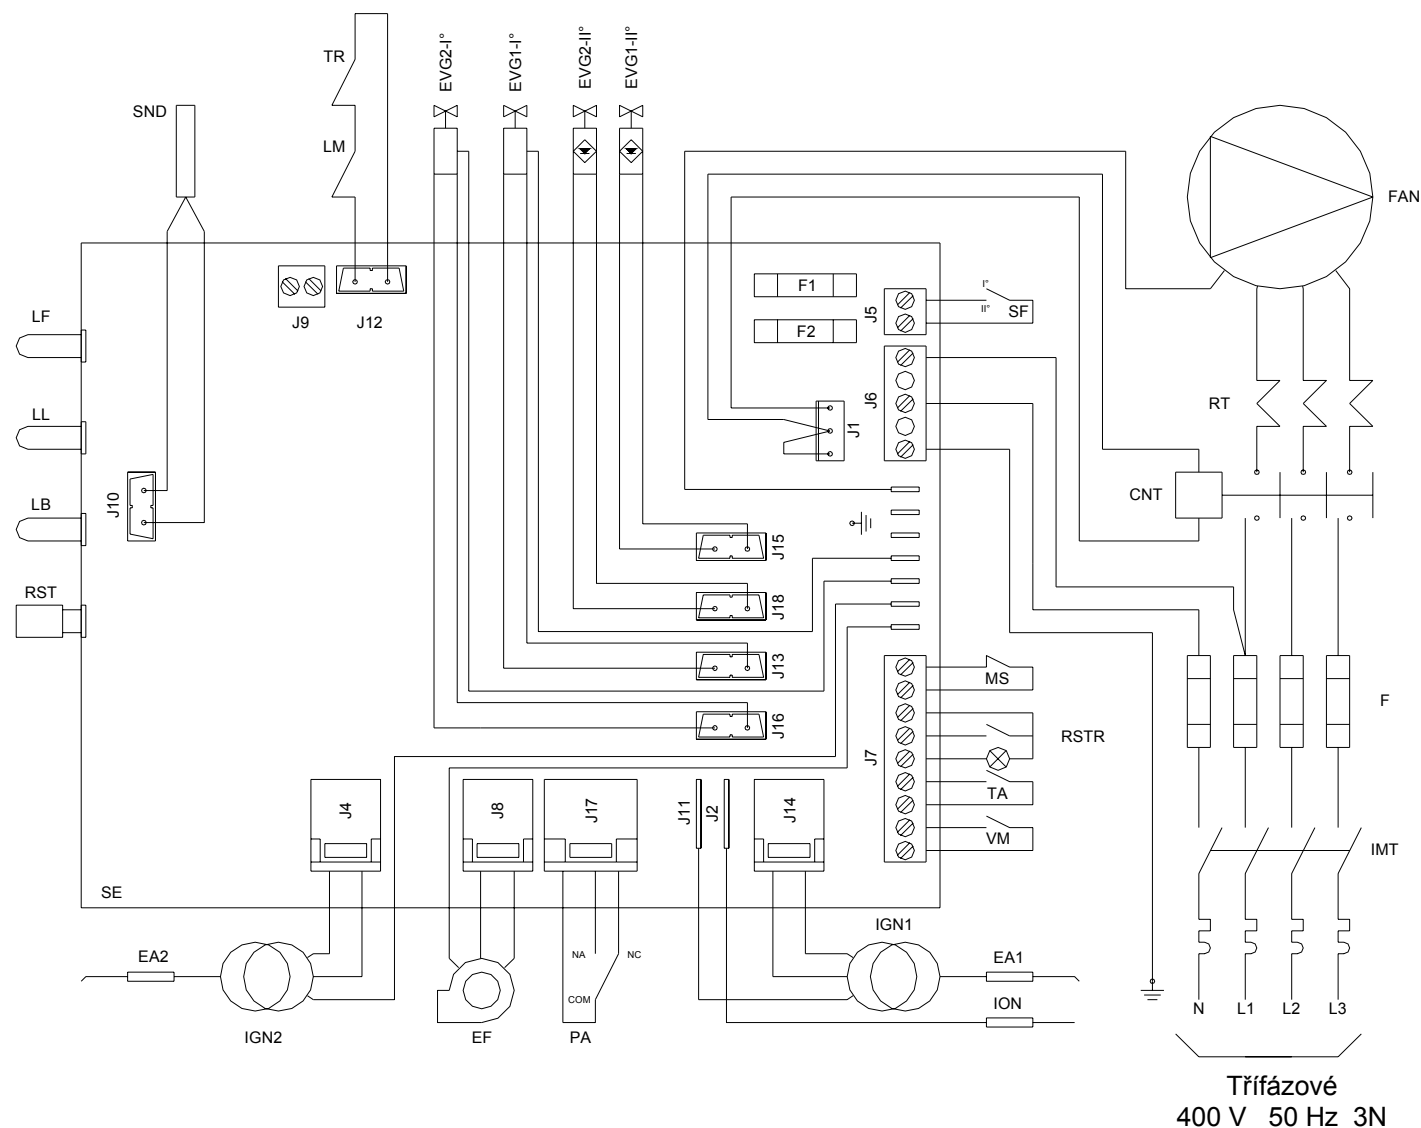 EVG2-I°
EVG1-I°
EVG2-II°
EVG1-II°
TR
SND
LM
FAN
F1
I°
II°
SF
J5
F2
J9
J12
LF
RT
J6
LL
J1
CNT
LB
J10
J15
RST
J18
J13
MS
J16
F
RSTR
J7
TA
J4
J8
J17
J11
J2
J14
VM
IMT
SE
IGN1
EA2
NA
NC
EA1
COM
ION
IGN2
EF
PA
N
L1
L2
L3
Třífázové
400 V 50 Hz 3N